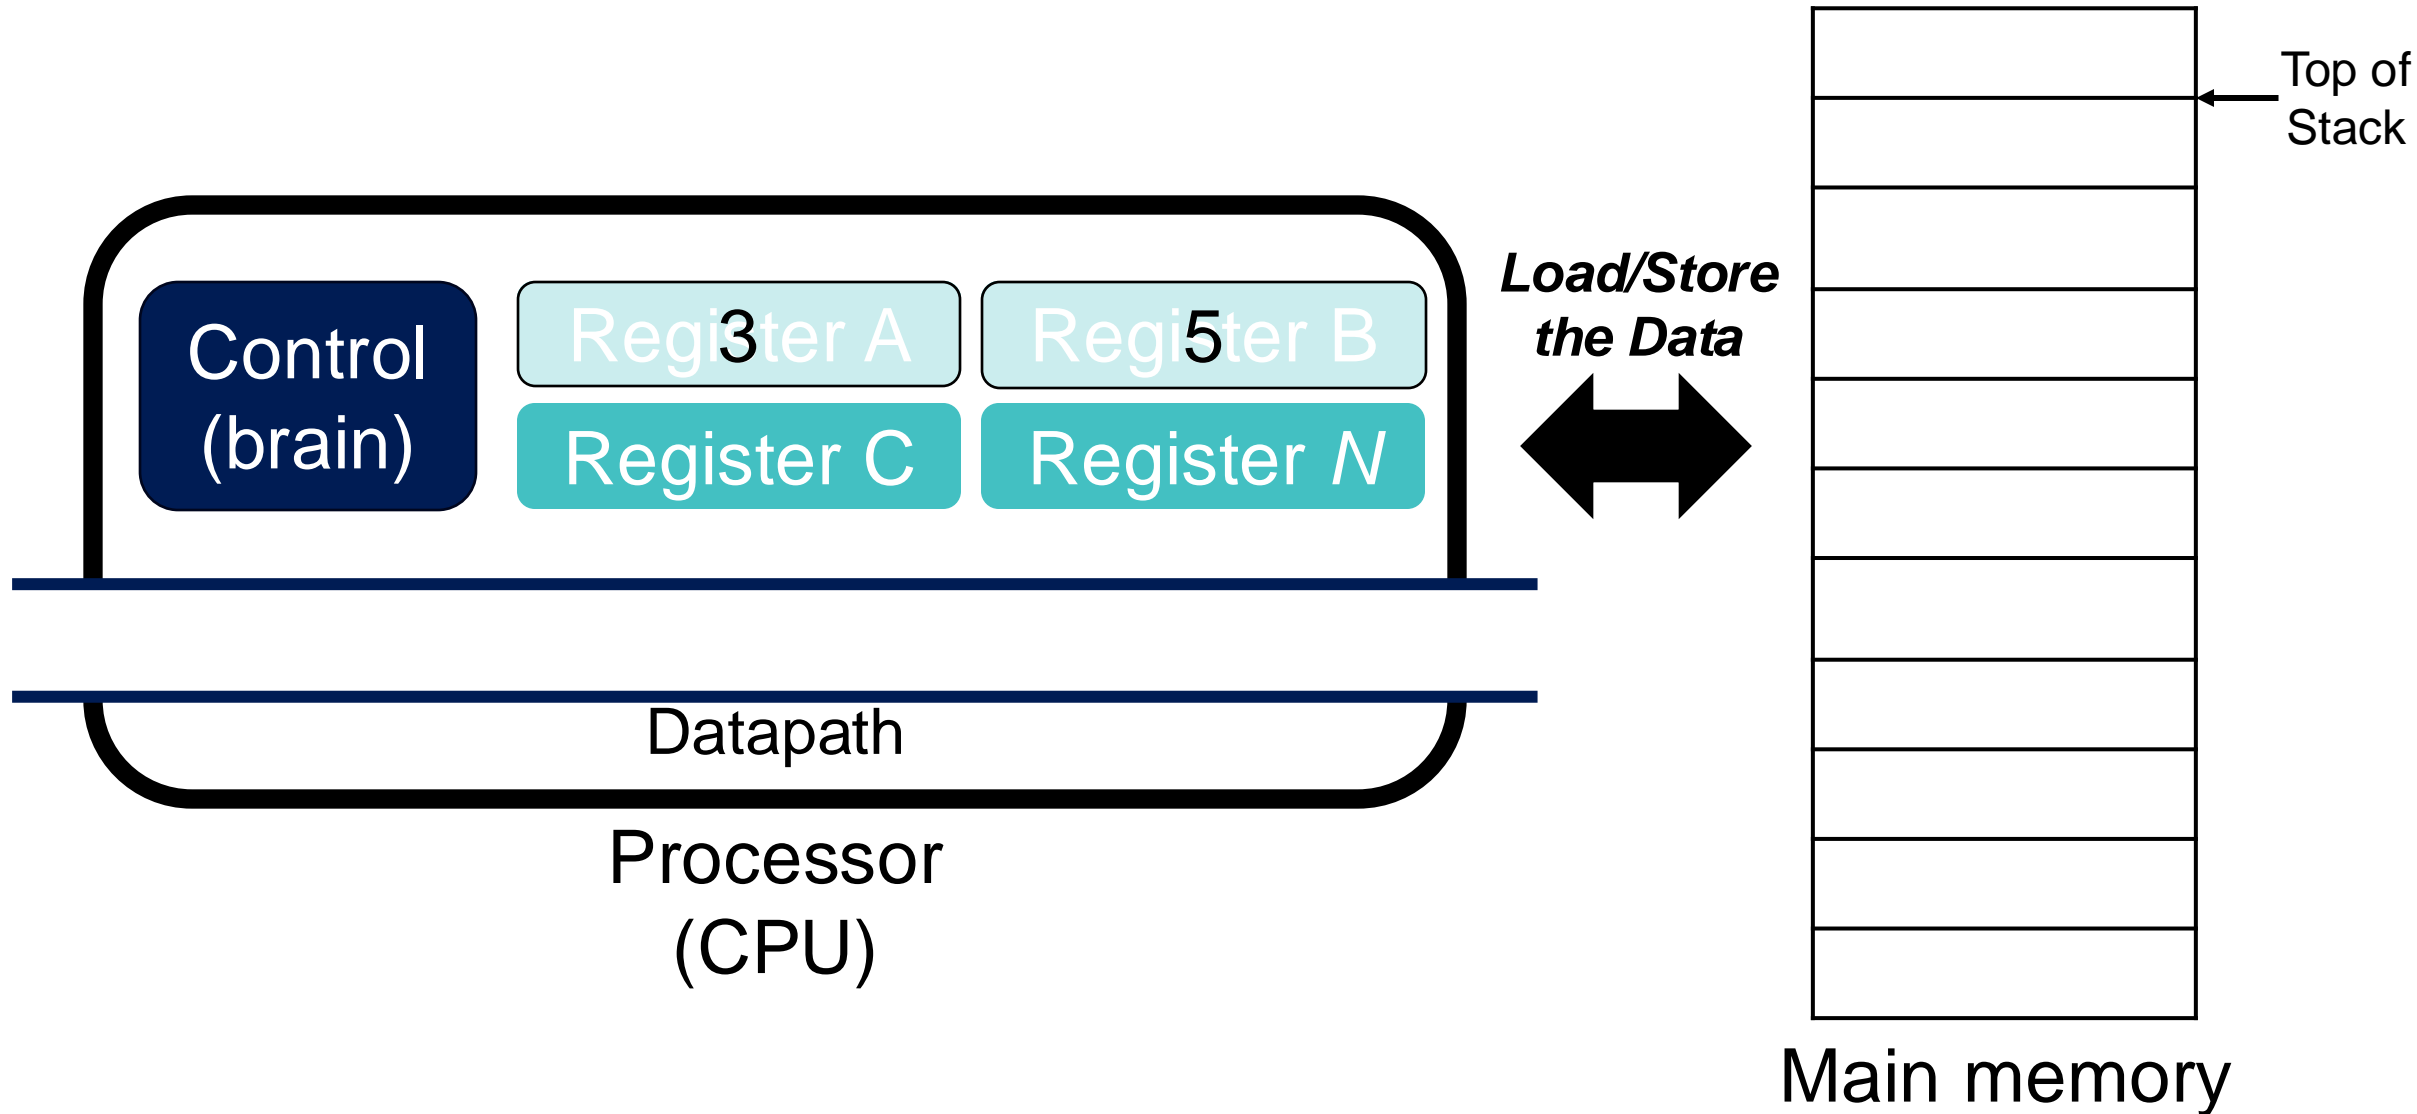 Top of
Stack
Load/Store
the Data
Control
(brain)
Register A
3
Register B
5
Register C
Register N
Datapath
Processor
(CPU)
Main memory